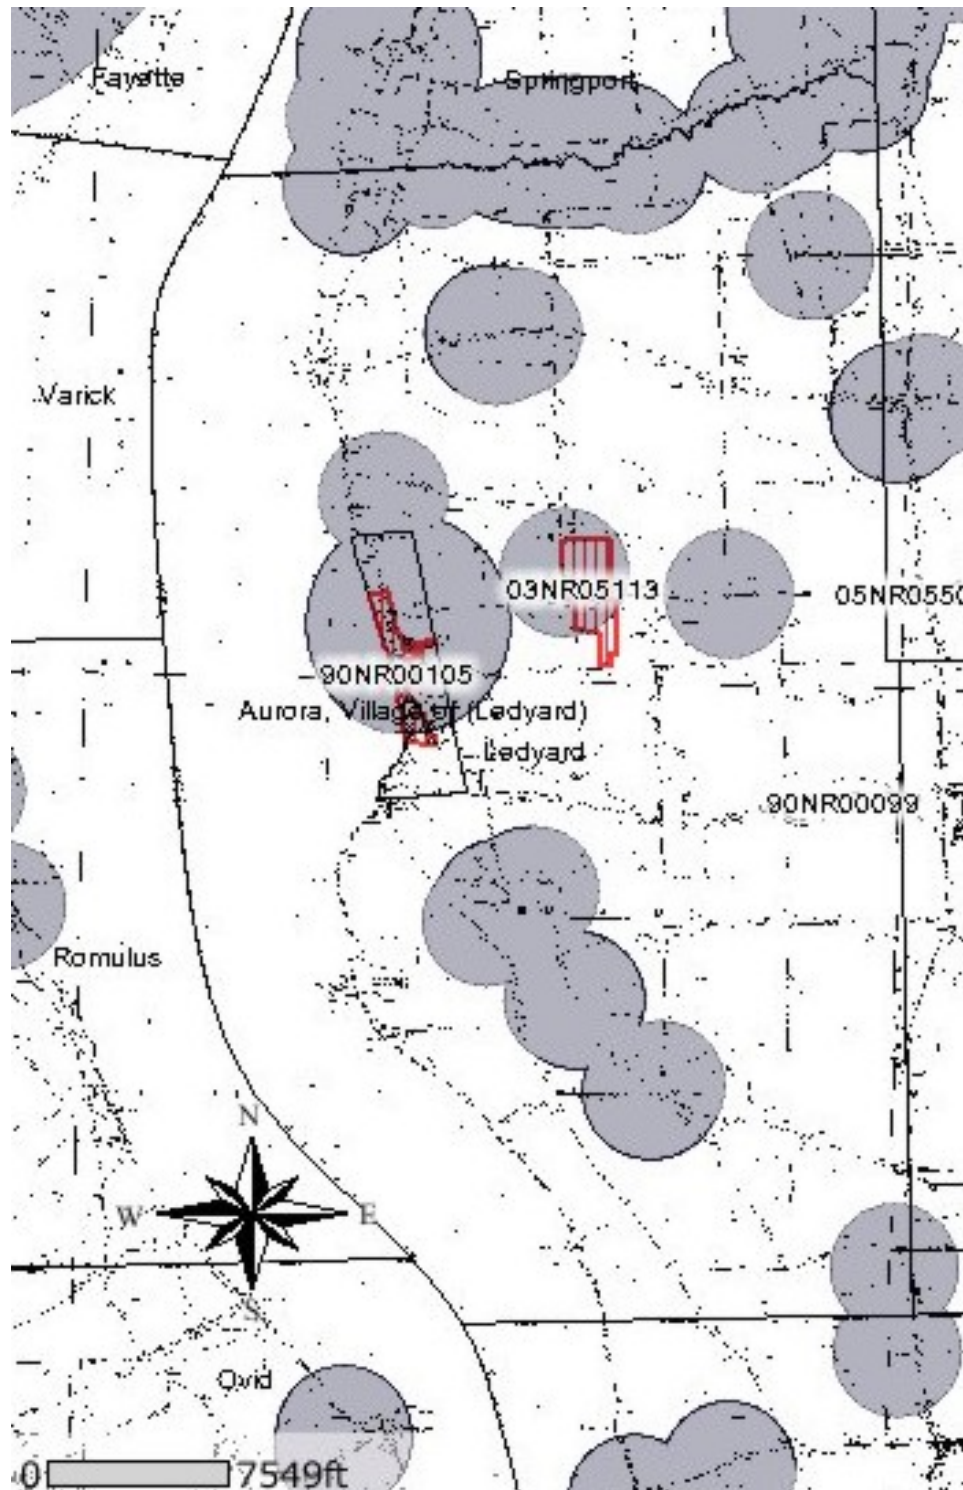 Fayette
Springport
Varick
03NR05113
05NR0550
90NR00105
Aurora, Village of (Ledyard)
Ledyard
90NR00099
Romulus
N
W
E
S
Ovid
0
7549ft